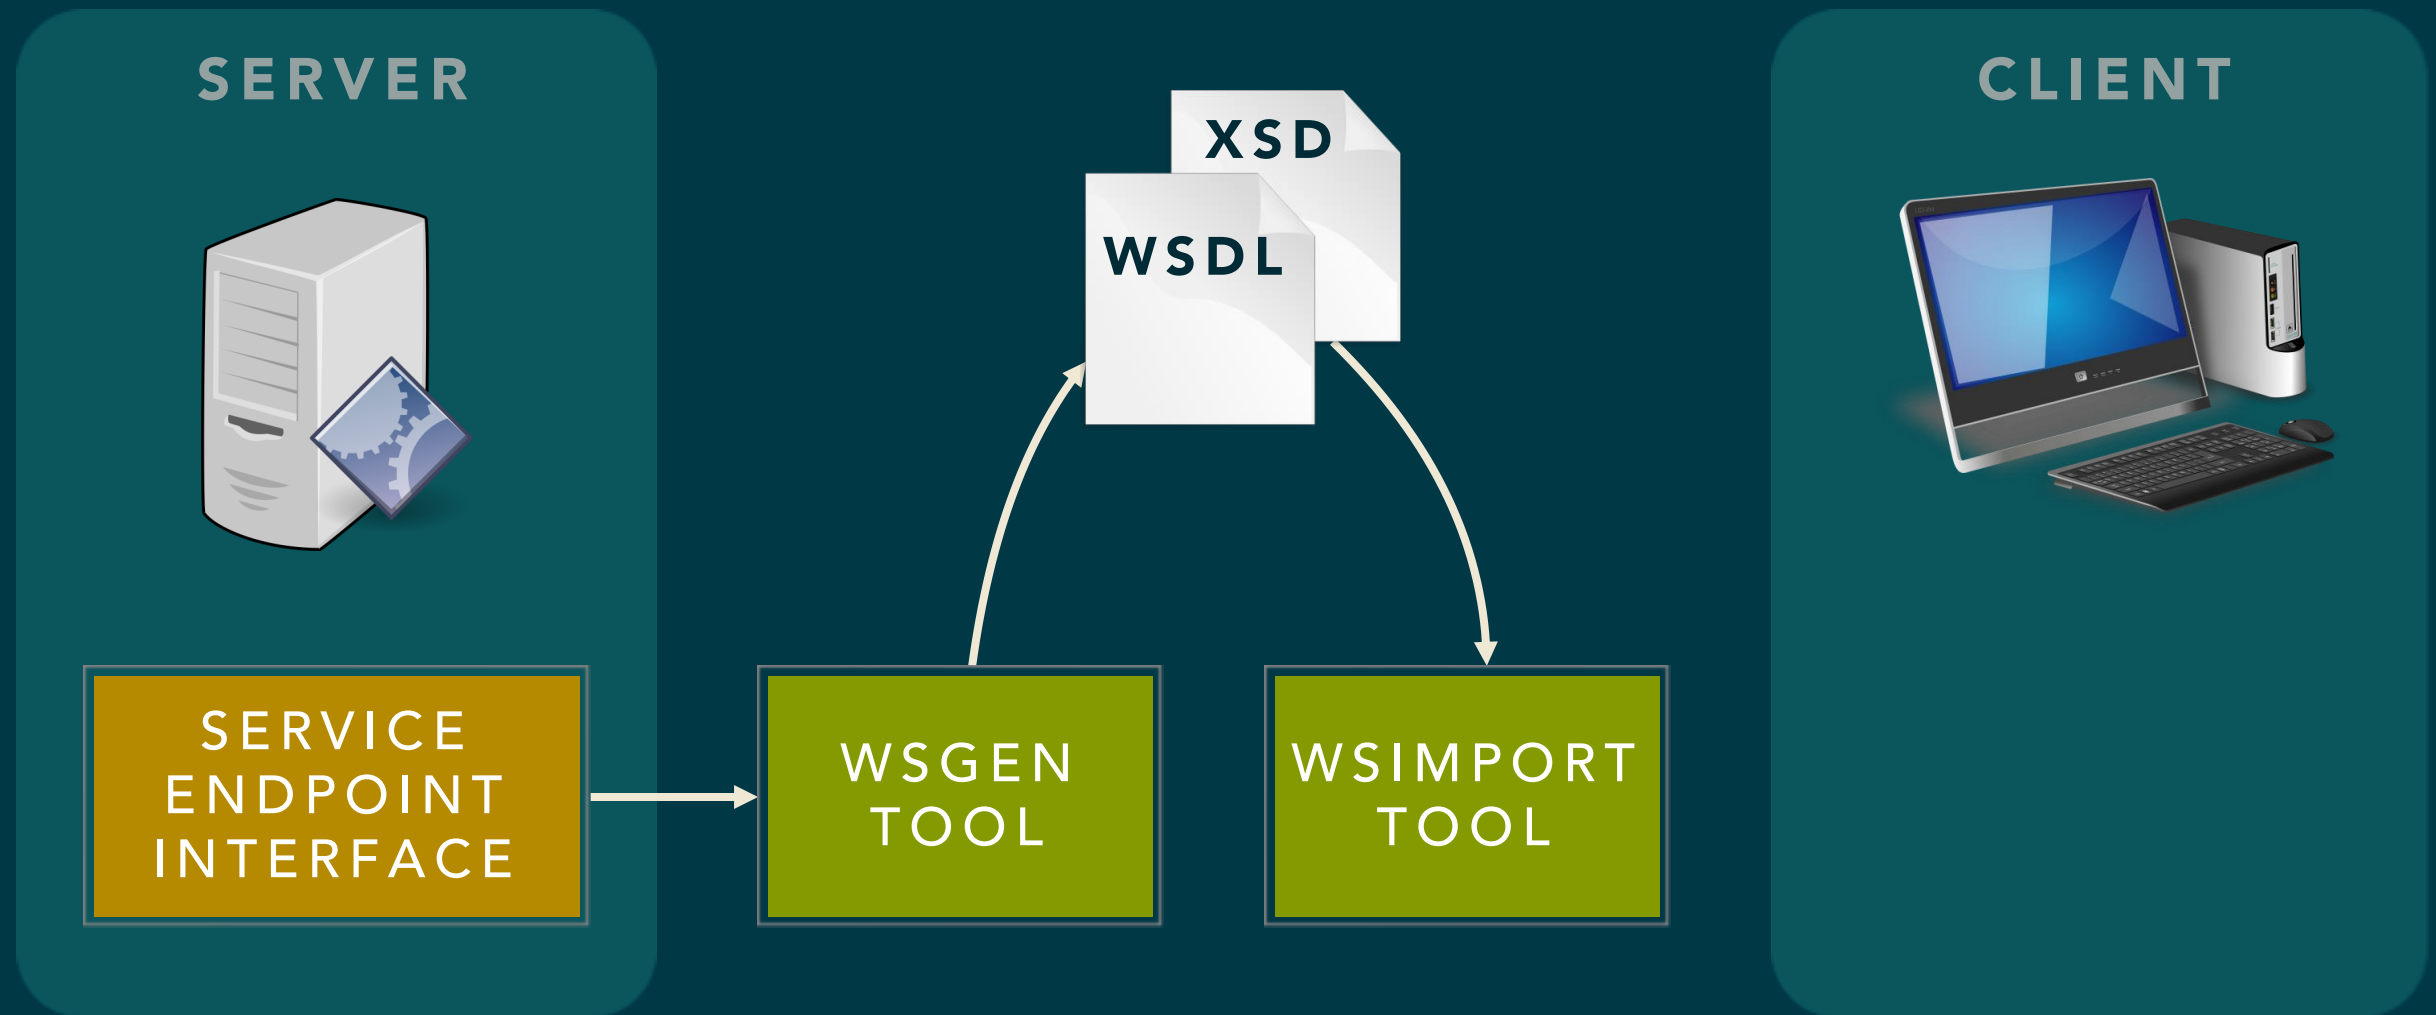 SERVER
CLIENT
XSD
WSDL
SERVICE
ENDPOINT
INTERFACE
WSGEN
TOOL
WSIMPORT
TOOL